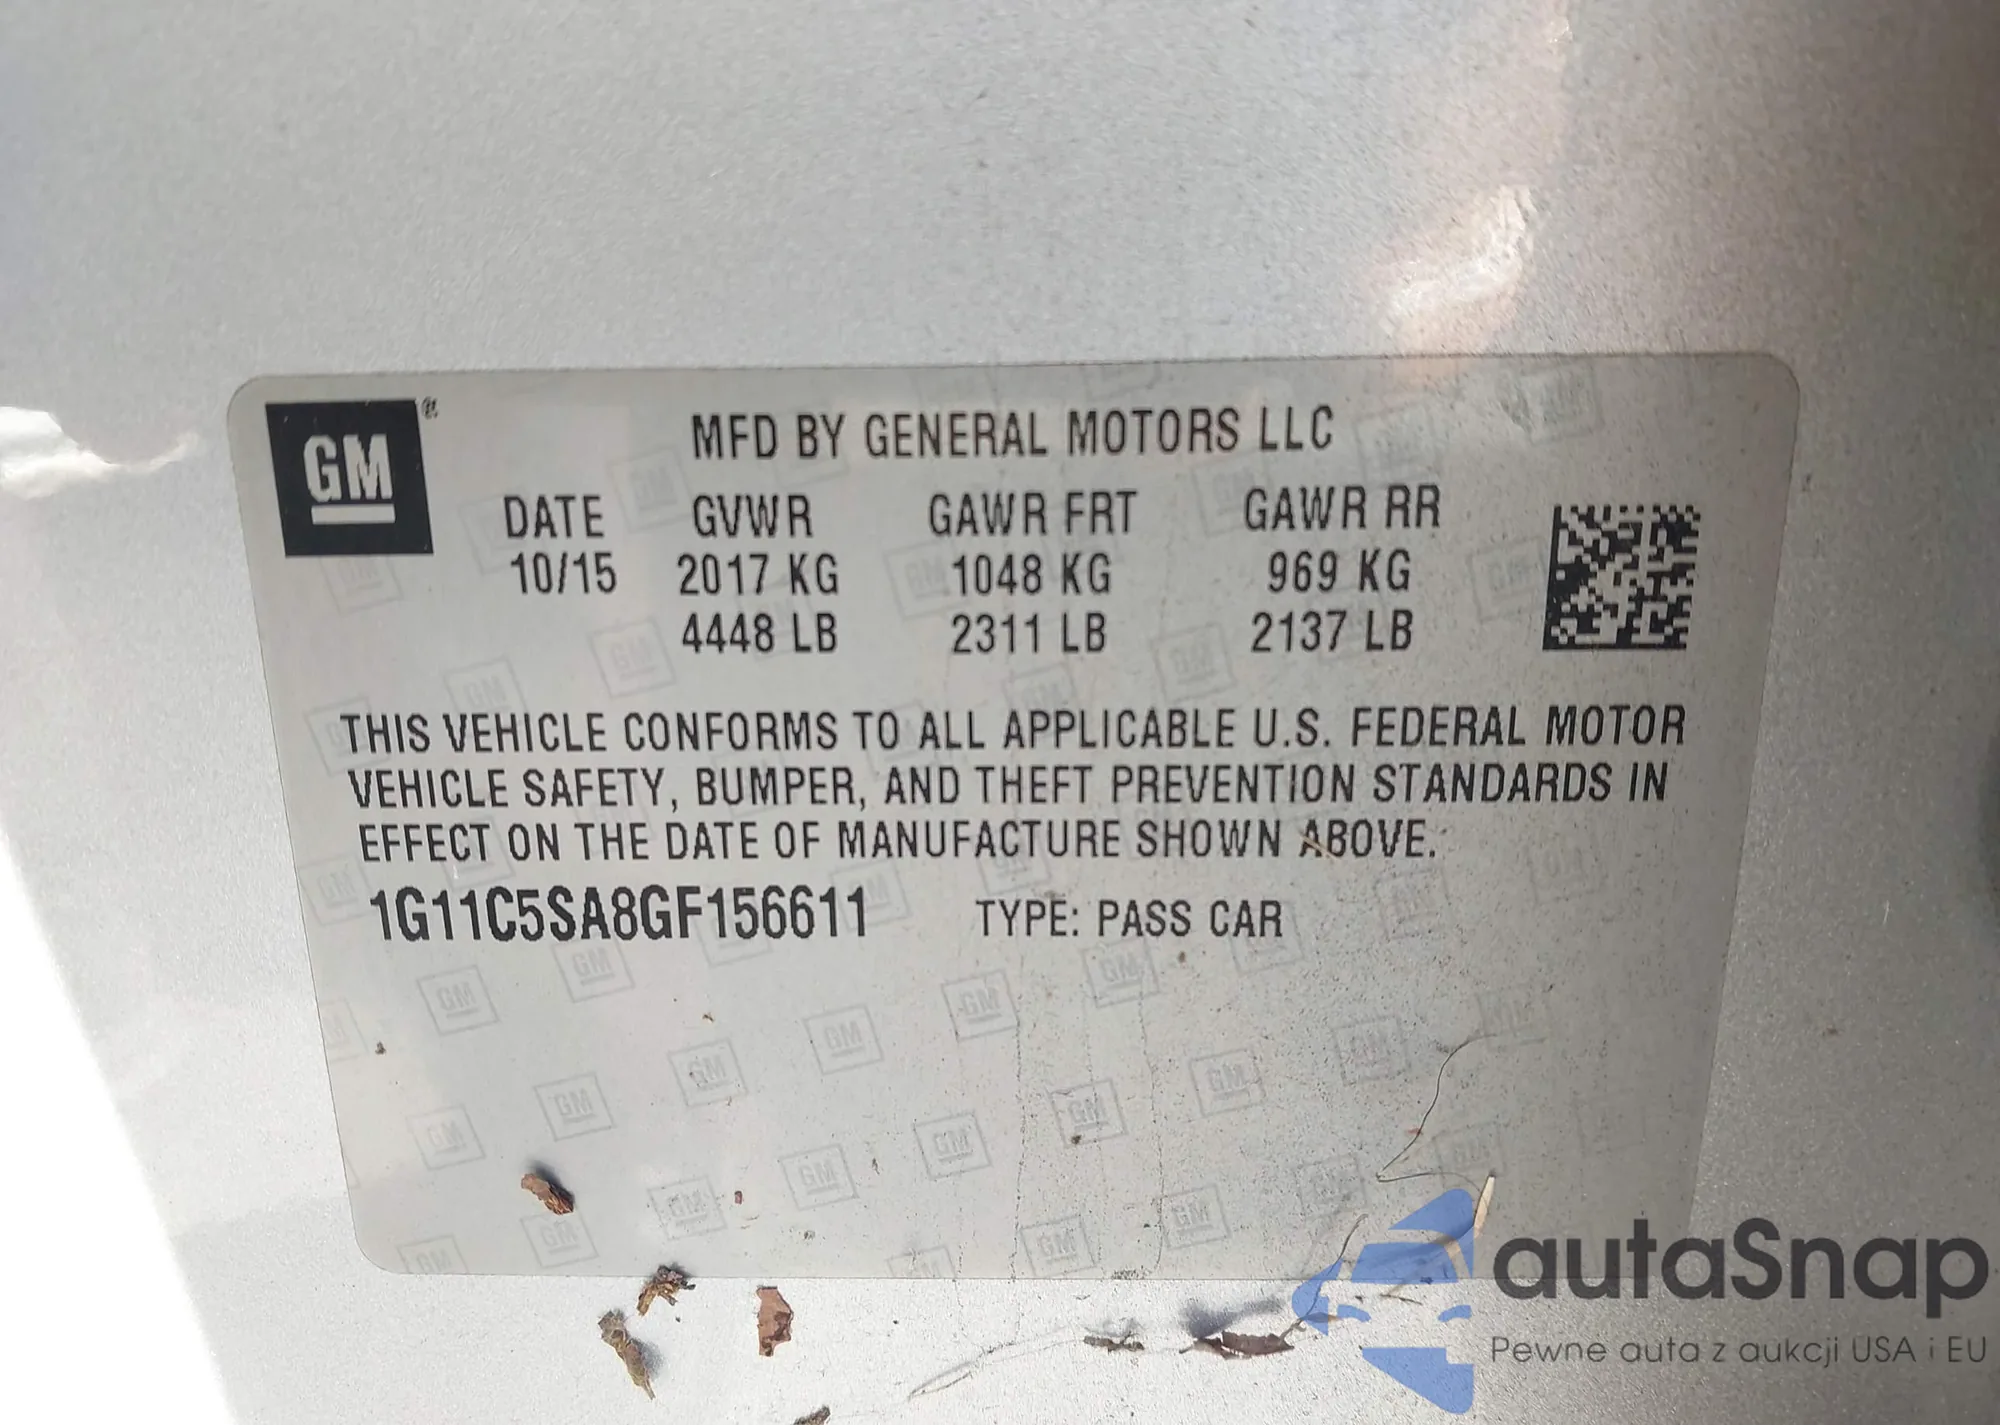 GM ®
MFD BY GENERAL MOTORS LLC
DATE GVWR GAWR FRT GAWR RR
10/15 2017 KG 1048 KG 969 KG
4448 LB 2311 LB 2137 LB
THIS VEHICLE CONFORMS TO ALL APPLICABLE U.S. FEDERAL MOTOR
VEHICLE SAFETY, BUMPER, AND THEFT PREVENTION STANDARDS IN
EFFECT ON THE DATE OF MANUFACTURE SHOWN ABOVE.
1G11C5SA8GF156611 TYPE: PASS CAR
autaSnap
Pewne auta z aukcji USA i EU